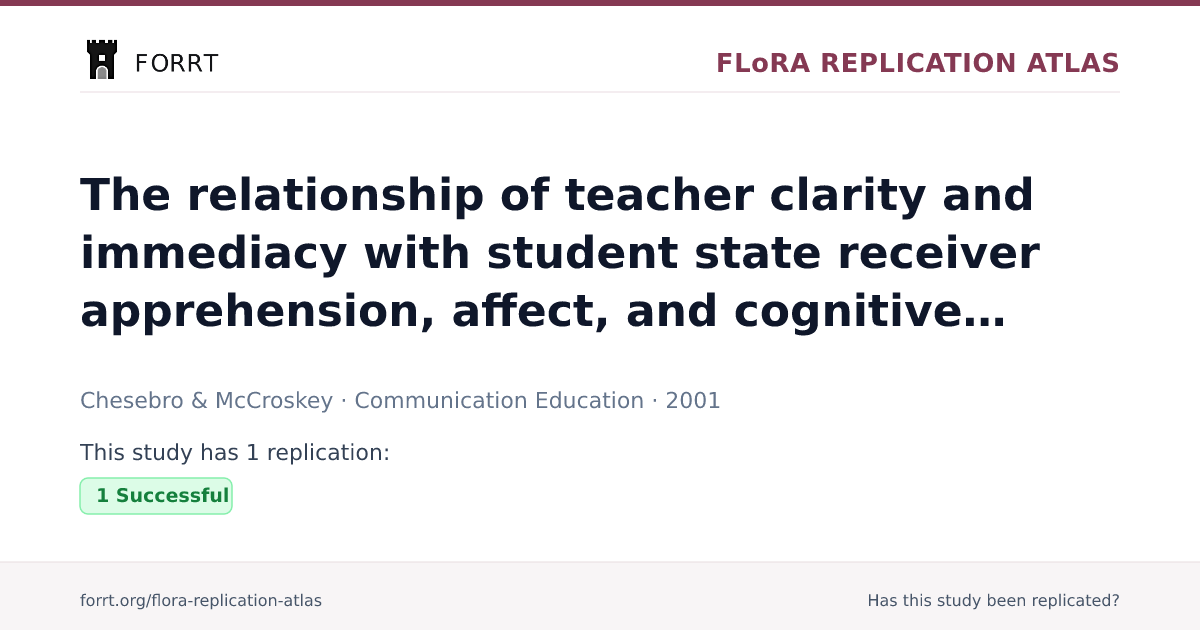 FORRT
FLoRA REPLICATION ATLAS
The relationship of teacher clarity and
immediacy with student state receiver
apprehension, affect, and cognitive…
Chesebro & McCroskey · Communication Education · 2001
This study has 1 replication:
1 Successful
forrt.org/flora-replication-atlas
Has this study been replicated?